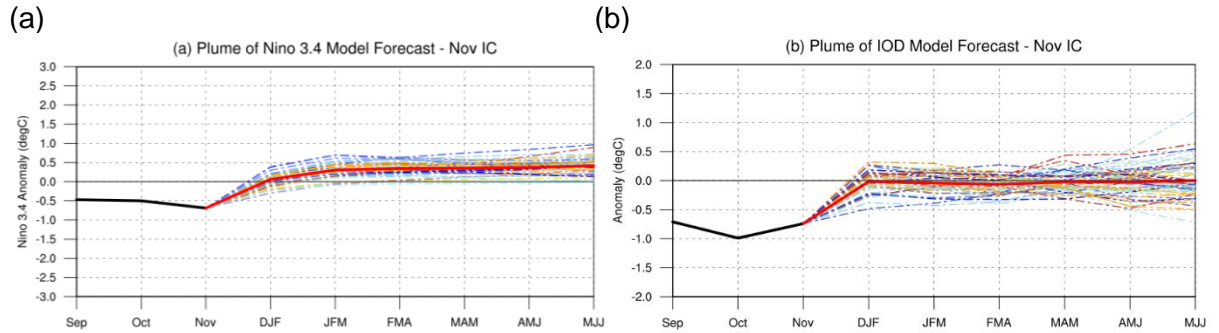 (a)
(a) Plume of Nino 3.4 Model Forecast - Nov IC
Nino 3.4 Anomaly (degC)
3.0
2.5
2.0
1.5
1.0
0.5
0.0
-0.5
-1.0
-1.5
-2.0
-2.5
-3.0
Sep Oct Nov DJF JFM FMA MAM AMJ MJJ
(b)
(b) Plume of IOD Model Forecast - Nov IC
Anomaly (degC)
2.0
1.5
1.0
0.5
0.0
-0.5
-1.0
-1.5
-2.0
Sep Oct Nov DJF JFM FMA MAM AMJ MJJ